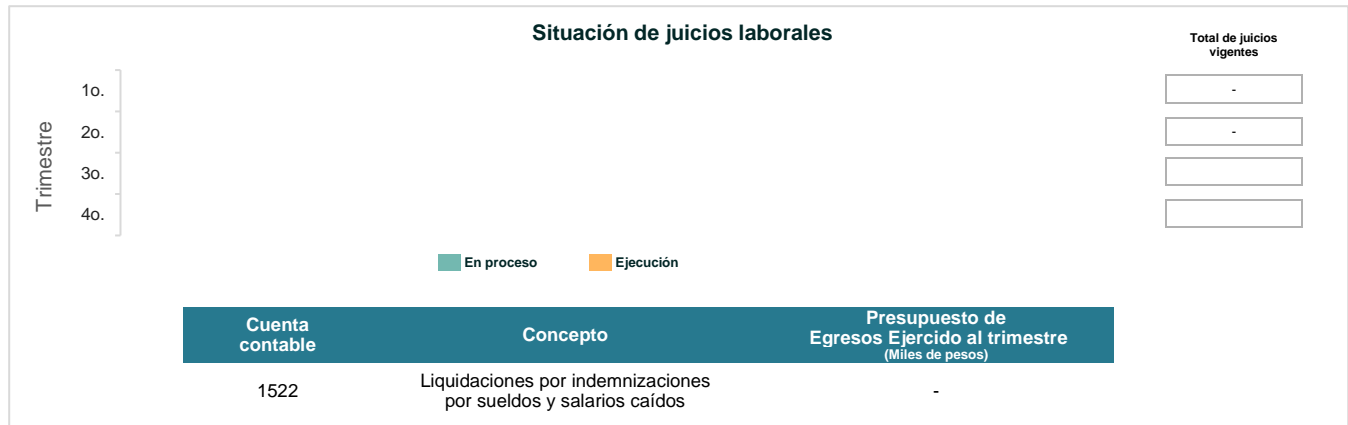 Situación de juicios laborales
Total de juicios
vigentes
Trimestre
1o.
-
2o.
-
3o.
4o.
En proceso
Ejecución
Cuenta
contable
Concepto
Presupuesto de
Egresos Ejercido al trimestre
(Miles de pesos)
1522
Liquidaciones por indemnizaciones
por sueldos y salarios caídos
-